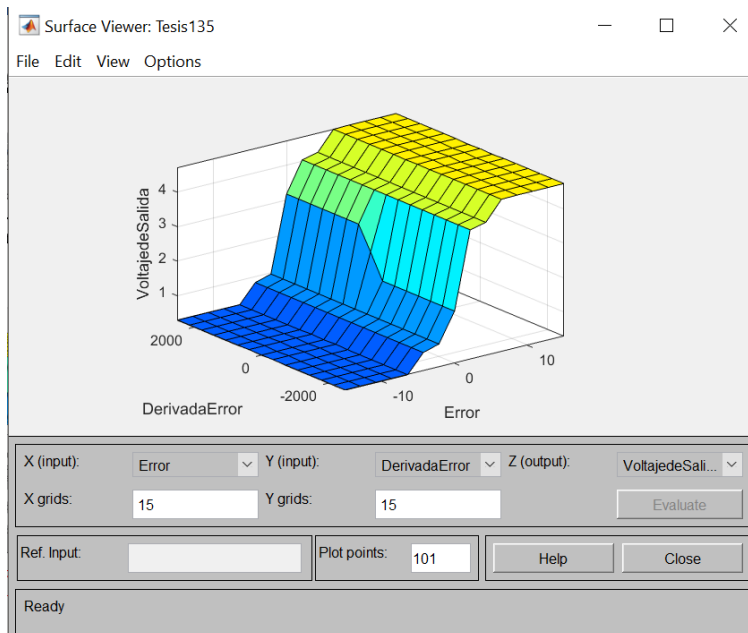 Surface Viewer: Tesis135
File Edit View Options
VoltajedeSalida
4
3
2
1
2000
0
-2000
DerivadaError
-10
0
10
Error
X (input): Error Y (input): DerivadaError Z (output): VoltajedeSali...
X grids: 15 Y grids: 15 Evaluate
Ref. Input: Plot points: 101 Help Close
Ready